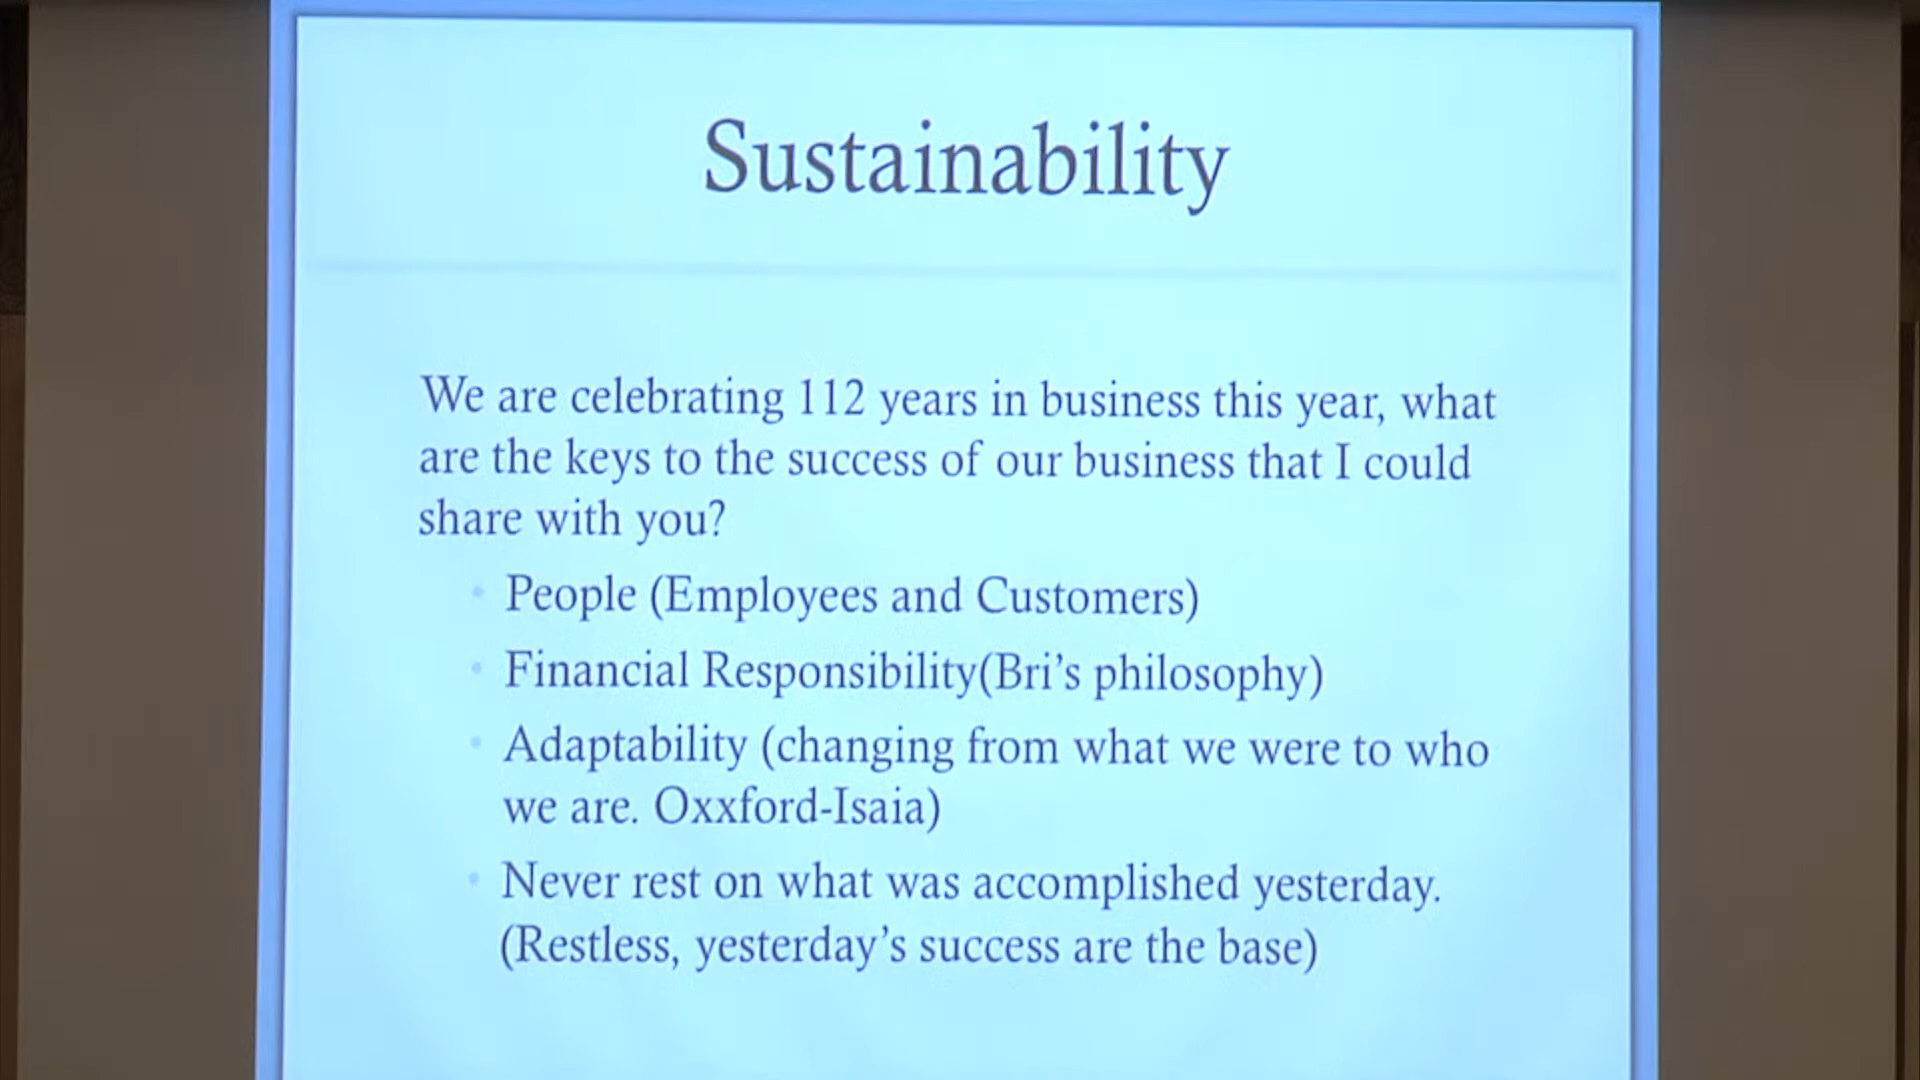 Sustainability
We are celebrating 112 years in business this year, what
are the keys to the success of our business that I could
share with you?
• People (Employees and Customers)
• Financial Responsibility(Bri's philosophy)
• Adaptability (changing from what we were to who
we are. Oxxford-Isaia)
• Never rest on what was accomplished yesterday.
(Restless, yesterday's success are the base)